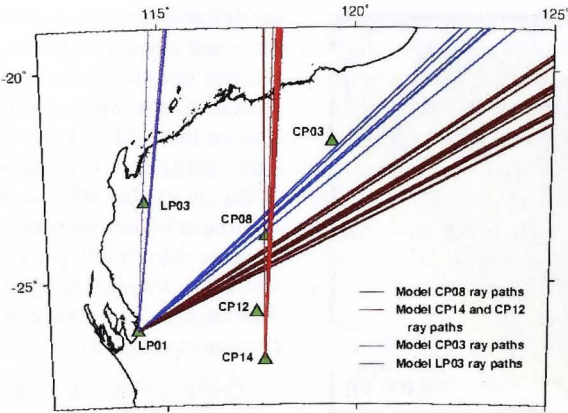 115
120
125
-20
-25
CP03
LP03
CP08
CP12
LP01
CP14
Model CP08 ray paths
Model CP14 and CP12
ray paths
Model CP03 ray paths
Model LP03 ray paths